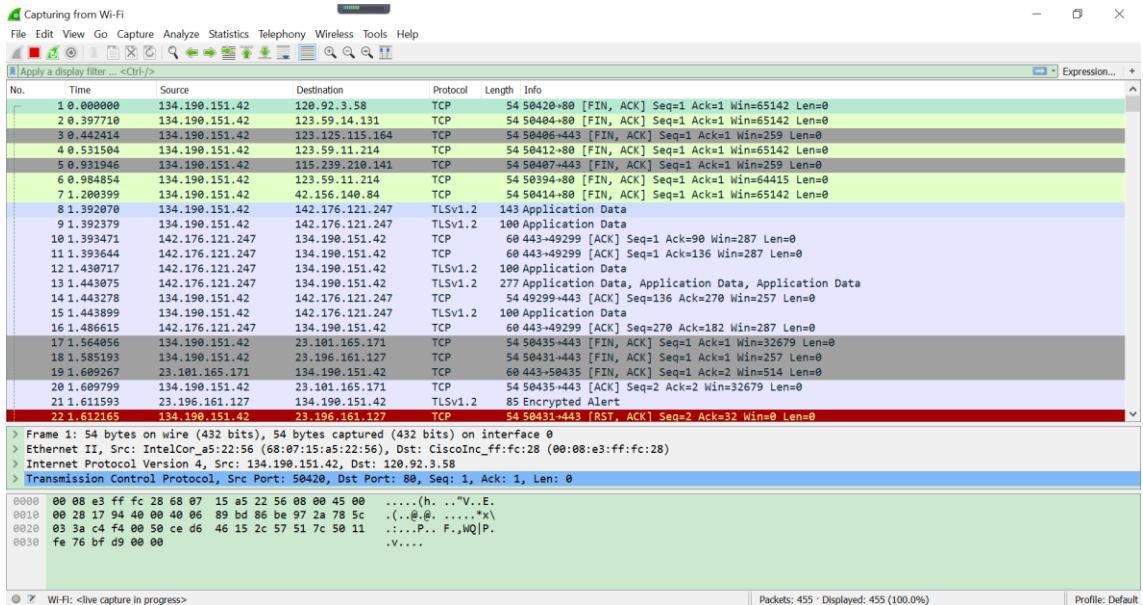 Capturing from Wi-Fi
File Edit View Go Capture Analyze Statistics Telephony Wireless Tools Help
Apply a display filter ... <Ctrl-/> Expression... +
No. Time Source Destination Protocol Length Info
1 0.000000 134.190.151.42 120.92.3.58 TCP 54 50420→80 [FIN, ACK] Seq=1 Ack=1 Win=65142 Len=0
2 0.397710 134.190.151.42 123.59.14.131 TCP 54 50404→80 [FIN, ACK] Seq=1 Ack=1 Win=65142 Len=0
3 0.442414 134.190.151.42 123.125.115.164 TCP 54 50406→443 [FIN, ACK] Seq=1 Ack=1 Win=259 Len=0
4 0.531504 134.190.151.42 123.59.11.214 TCP 54 50412→80 [FIN, ACK] Seq=1 Ack=1 Win=65142 Len=0
5 0.931946 134.190.151.42 115.239.210.141 TCP 54 50407→443 [FIN, ACK] Seq=1 Ack=1 Win=259 Len=0
6 0.984854 134.190.151.42 123.59.11.214 TCP 54 50394→80 [FIN, ACK] Seq=1 Ack=1 Win=64415 Len=0
7 1.200399 134.190.151.42 42.156.140.84 TCP 54 50414→80 [FIN, ACK] Seq=1 Ack=1 Win=65142 Len=0
8 1.392070 134.190.151.42 142.176.121.247 TLSv1.2 143 Application Data
9 1.392379 134.190.151.42 142.176.121.247 TLSv1.2 100 Application Data
10 1.393471 142.176.121.247 134.190.151.42 TCP 60 443→49299 [ACK] Seq=1 Ack=90 Win=287 Len=0
11 1.393644 142.176.121.247 134.190.151.42 TCP 60 443→49299 [ACK] Seq=1 Ack=136 Win=287 Len=0
12 1.430717 142.176.121.247 134.190.151.42 TLSv1.2 100 Application Data
13 1.443075 142.176.121.247 134.190.151.42 TLSv1.2 277 Application Data, Application Data, Application Data
14 1.443278 134.190.151.42 142.176.121.247 TCP 54 49299→443 [ACK] Seq=136 Ack=270 Win=257 Len=0
15 1.443899 134.190.151.42 142.176.121.247 TLSv1.2 100 Application Data
16 1.486615 142.176.121.247 134.190.151.42 TCP 60 443→49299 [ACK] Seq=270 Ack=182 Win=287 Len=0
17 1.564056 134.190.151.42 23.101.165.171 TCP 54 50435→443 [FIN, ACK] Seq=1 Ack=1 Win=32679 Len=0
18 1.585193 134.190.151.42 23.196.161.127 TCP 54 50431→443 [FIN, ACK] Seq=1 Ack=1 Win=257 Len=0
19 1.609267 23.101.165.171 134.190.151.42 TCP 60 443→50435 [FIN, ACK] Seq=1 Ack=2 Win=514 Len=0
20 1.609799 134.190.151.42 23.101.165.171 TCP 54 50435→443 [ACK] Seq=2 Ack=2 Win=32679 Len=0
21 1.611593 23.196.161.127 134.190.151.42 TLSv1.2 85 Encrypted Alert
22 1.612165 134.190.151.42 23.196.161.127 TCP 54 50431→443 [RST, ACK] Seq=2 Ack=32 Win=0 Len=0
> Frame 1: 54 bytes on wire (432 bits), 54 bytes captured (432 bits) on interface 0
> Ethernet II, Src: IntelCor_a5:22:56 (68:07:15:a5:22:56), Dst: CiscoInc_ff:fc:28 (00:08:e3:ff:fc:28)
> Internet Protocol Version 4, Src: 134.190.151.42, Dst: 120.92.3.58
> Transmission Control Protocol, Src Port: 50420, Dst Port: 80, Seq: 1, Ack: 1, Len: 0
0000 00 08 e3 ff fc 28 68 07 15 a5 22 56 08 00 45 00 .....(h. .."V..E.
0010 00 28 17 94 40 00 40 06 89 bd 86 be 97 2a 78 5c .(..@.@. .....*x\
0020 03 3a c4 f4 00 50 ce d6 46 15 2c 57 51 7c 50 11 .:...P.. F.,WQ|P.
0030 fe 76 bf d9 00 00 .v....
Wi-Fi: <live capture in progress> Packets: 455 · Displayed: 455 (100.0%) Profile: Default